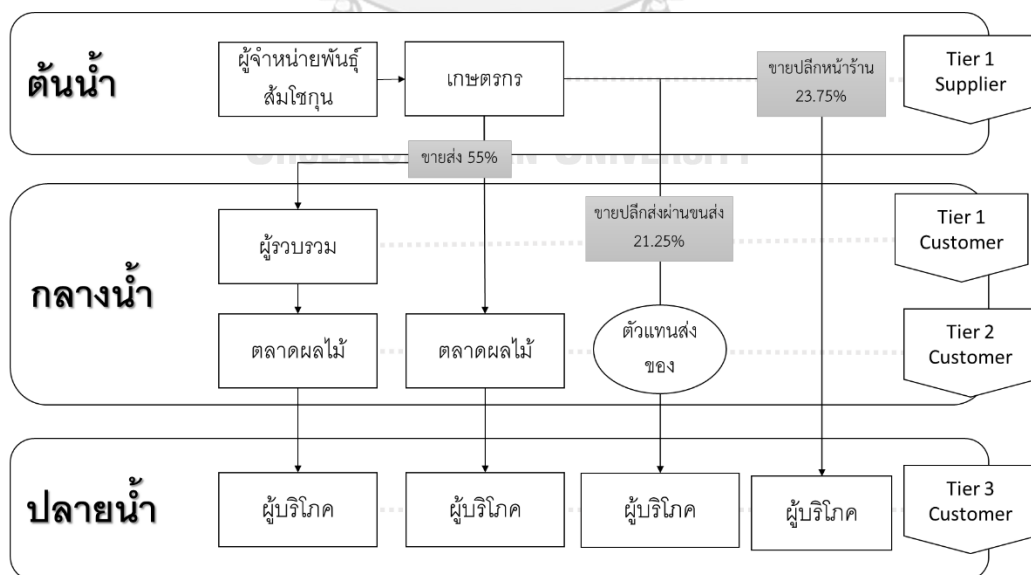 ต้นน้ำ
ผู้จำหน่ายพันธุ์
ส้มโชกุน
เกษตรกร
ขายปลีกหน้าร้าน
23.75%
Tier 1
Supplier
ขายส่ง 55%
UNIVERSITY
กลางน้ำ
ผู้รวบรวม
ขายปลีกส่งผ่านขนส่ง
21.25%
Tier 1
Customer
ตลาดผลไม้
ตลาดผลไม้
ตัวแทนส่ง
ของ
Tier 2
Customer
ปลายน้ำ
ผู้บริโภค
ผู้บริโภค
ผู้บริโภค
ผู้บริโภค
Tier 3
Customer